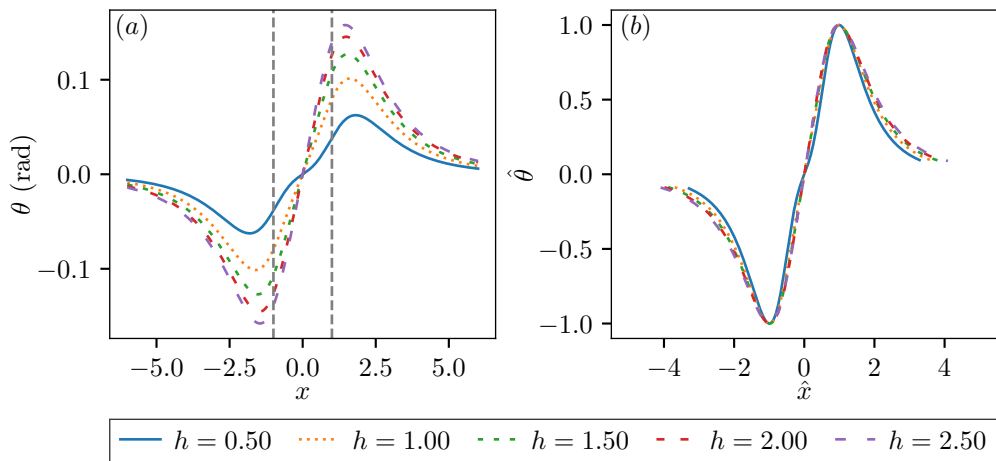 (a)
0.1
0.0
−0.1
θ (rad)
−5.0 −2.5 0.0 2.5 5.0
x
(b)
1.0
0.5
0.0
−0.5
−1.0
θ̂
−4 −2 0 2 4
x̂
h = 0.50 h = 1.00 h = 1.50 h = 2.00 h = 2.50